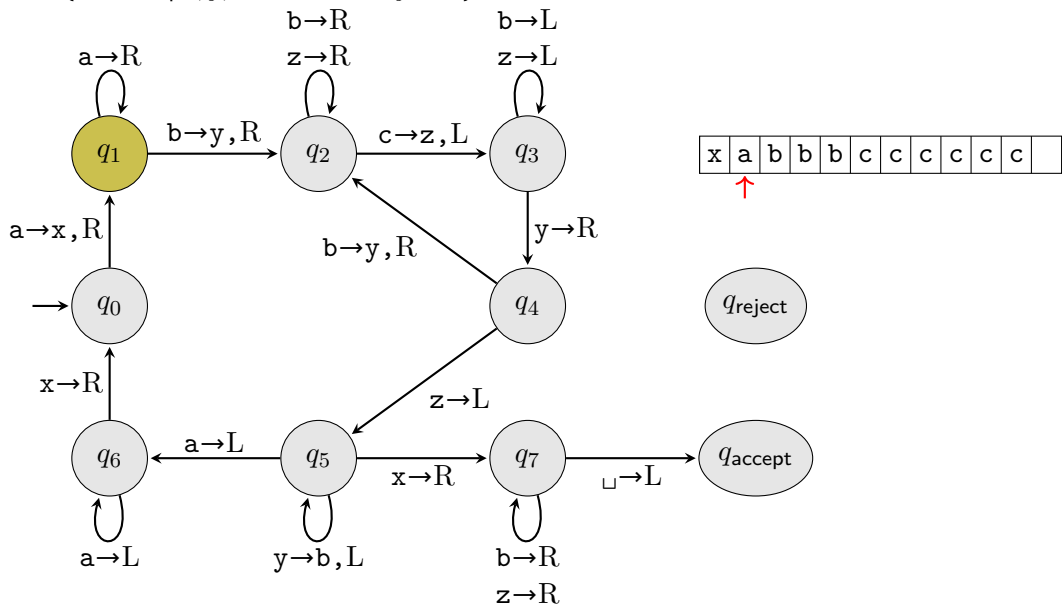 b→R
z→R
b→L
z→L
a→R
q1
b→y,R
q2
c→z,L
q3
x a b b b c c c c c c
↑
a→x,R
b→y,R
y→R
q0
q4
qreject
x→R
z→L
q6
a→L
q5
x→R
q7
␣→L
qaccept
a→L
y→b,L
b→R
z→R